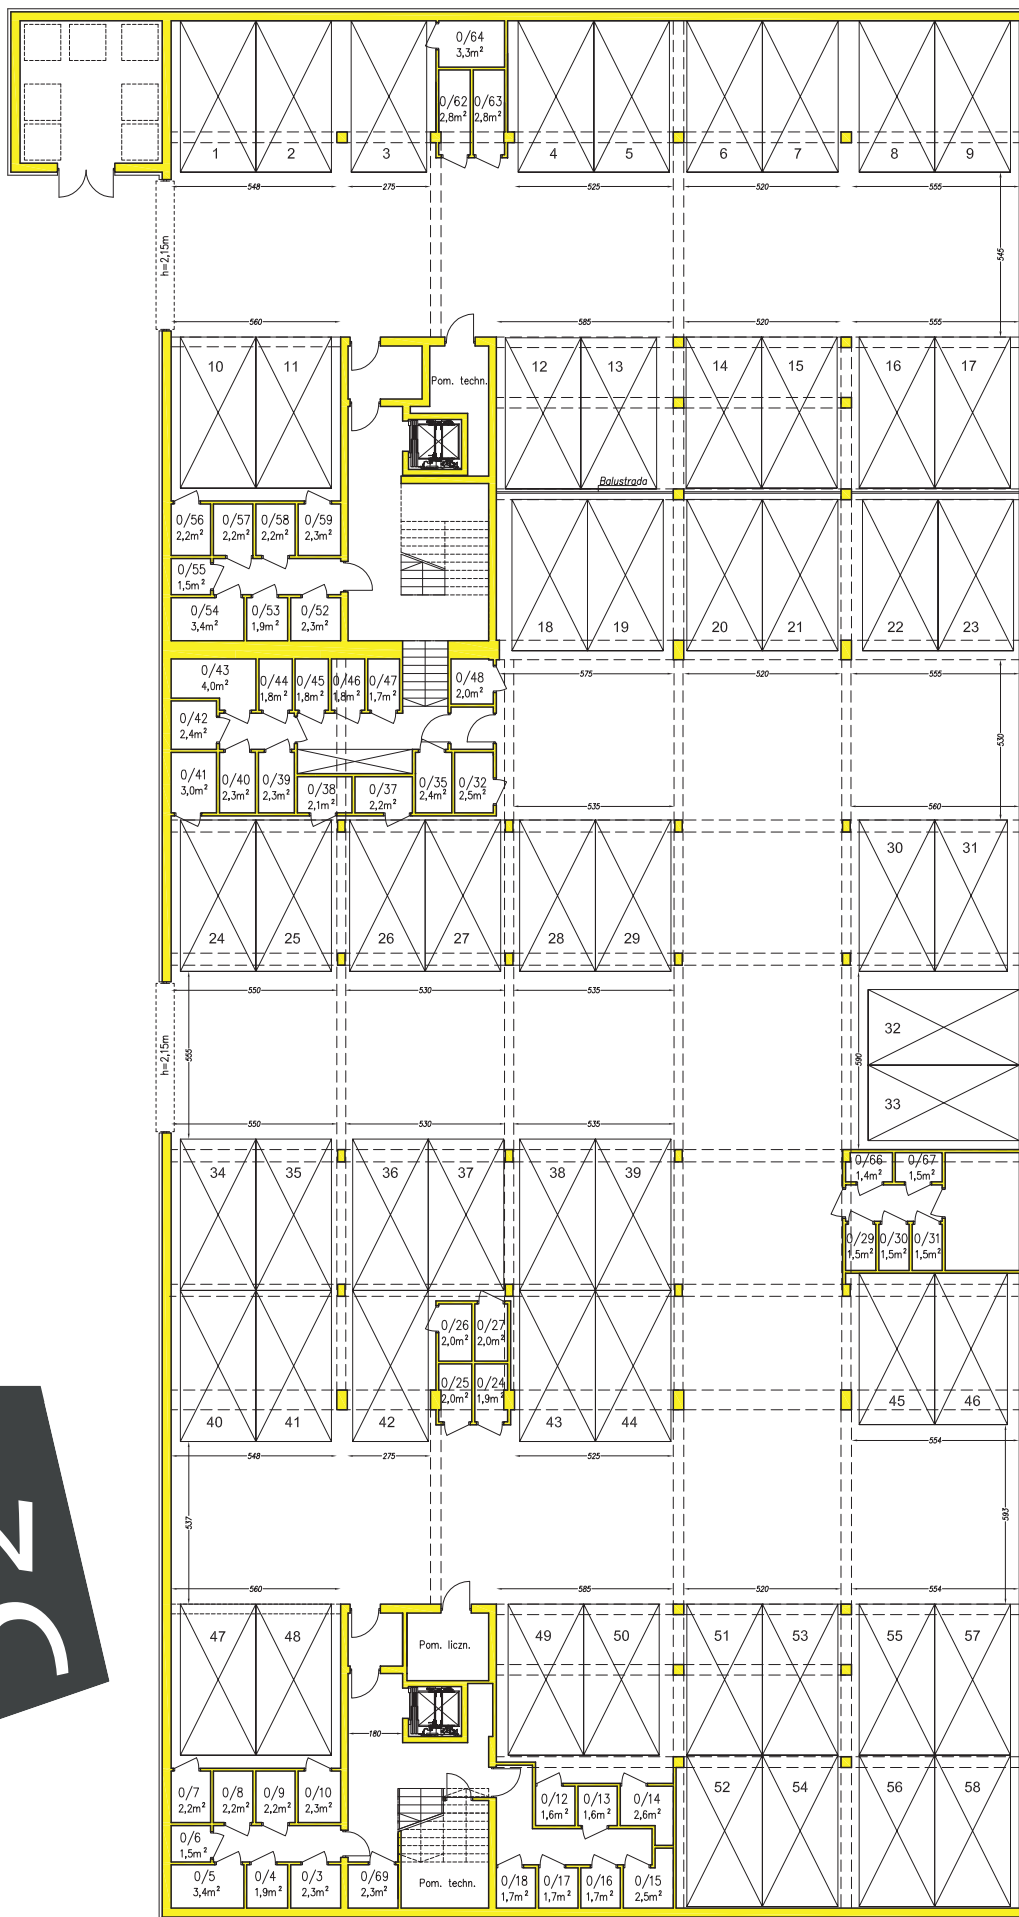 0/64
3,3m²
0/62 0/63
2,8m² 2,8m²
1 2 3 4 5 6 7 8 9
548 275 525 520 555
h=2,15m
545
560 585 520 555
10 11 12 13 14 15 16 17
Pom. techn.
Balustrada
0/56 0/57 0/58 0/59
2,2m² 2,2m² 2,2m² 2,3m²
0/55
1,5m²
0/54 0/53 0/52
3,4m² 1,9m² 2,3m²
18 19 20 21 22 23
575 520 555
0/43 0/44 0/45 0/46 0/47 0/48
4,0m² 1,8m² 1,8m² 1,8m² 1,7m² 2,0m²
0/42
2,4m²
530
0/41 0/40 0/39 0/38 0/37 0/35 0/32
3,0m² 2,3m² 2,3m² 2,1m² 2,2m² 2,4m² 2,5m²
535 560
30 31
24 25 26 27 28 29
550 530 535
32
h=2,15m
555
590
33
550 530 535
34 35 36 37 38 39
0/66 0/67
1,4m² 1,5m²
0/29 0/30 0/31
1,5m² 1,5m² 1,5m²
0/26 0/27
2,0m² 2,0m²
0/25 0/24
2,0m² 1,9m²
40 41 42 43 44 45 46
548 275 525 554
537
593
560 585 520 554
47 48 49 50 51 53 55 57
Pom. liczn.
180
0/7 0/8 0/9 0/10
2,2m² 2,2m² 2,2m² 2,3m²
0/12 0/13 0/14
1,6m² 1,6m² 2,6m²
52 54 56 58
0/6
1,5m²
0/5 0/4 0/3 0/69
3,4m² 1,9m² 2,3m² 2,3m²
Pom. techn.
0/18 0/17 0/16 0/15
1,7m² 1,7m² 1,7m² 2,5m²